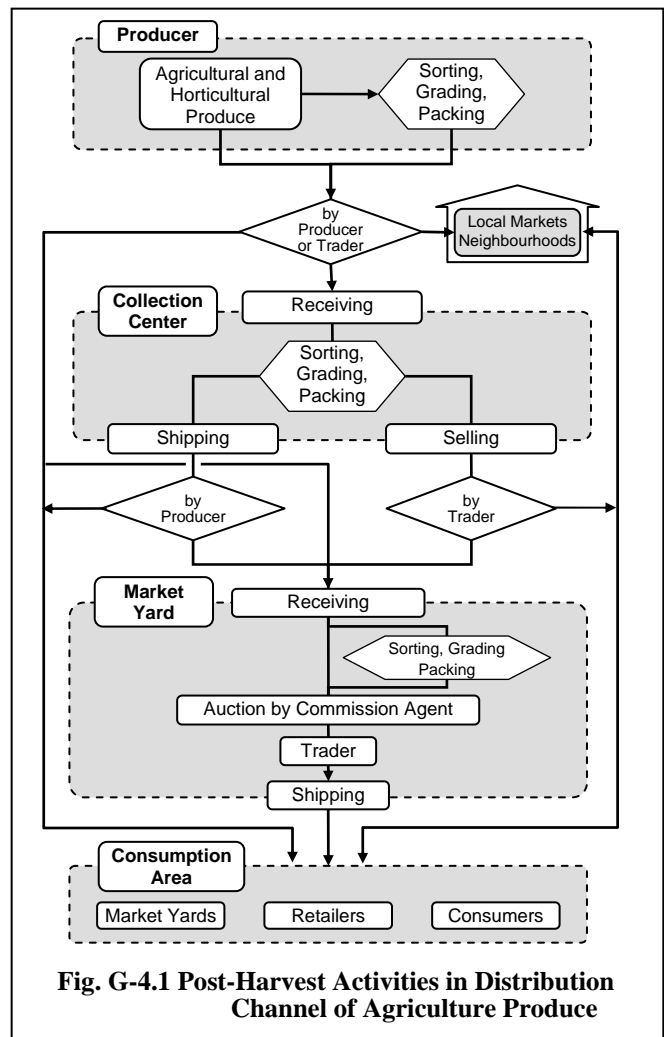 Producer
Agricultural and
Horticultural
Produce
Sorting,
Grading,
Packing
by
Producer
or Trader
Local Markets
Neighbourhoods
Collection
Center
Receiving
Sorting,
Grading,
Packing
Shipping
Selling
by
Producer
by
Trader
Market
Yard
Receiving
Sorting, Grading
Packing
Auction by Commission Agent
Trader
Shipping
Consumption
Area
Market Yards
Retailers
Consumers
Fig. G-4.1 Post-Harvest Activities in Distribution
Channel of Agriculture Produce